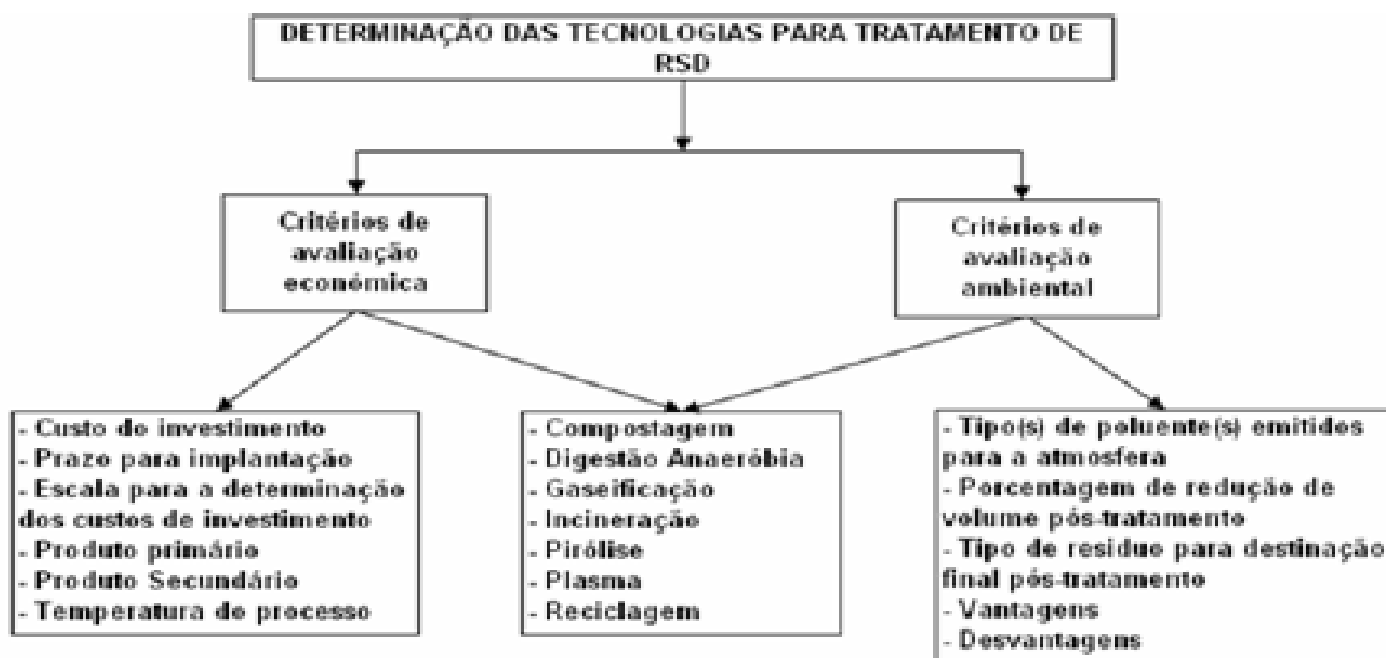 DETERMINAÇÃO DAS TECNOLOGIAS PARA TRATAMENTO DE
RSD
Critérios de
avaliação
económica
Critérios de
avaliação
ambiental
- Custo do investimento
- Prazo para implantação
- Escala para a determinação
dos custos de investimento
- Produto primário
- Produto Secundário
- Temperatura do processo
- Compostagem
- Digestão Anaeróbia
- Gaseificação
- Incineração
- Pirólise
- Plasma
- Reciclagem
- Tipo(s) de poluente(s) emitidos
para a atmosfera
- Porcentagem de redução de
volume pós-tratamento
- Tipo de resíduo para destinação
final pós-tratamento
- Vantagens
- Desvantagens